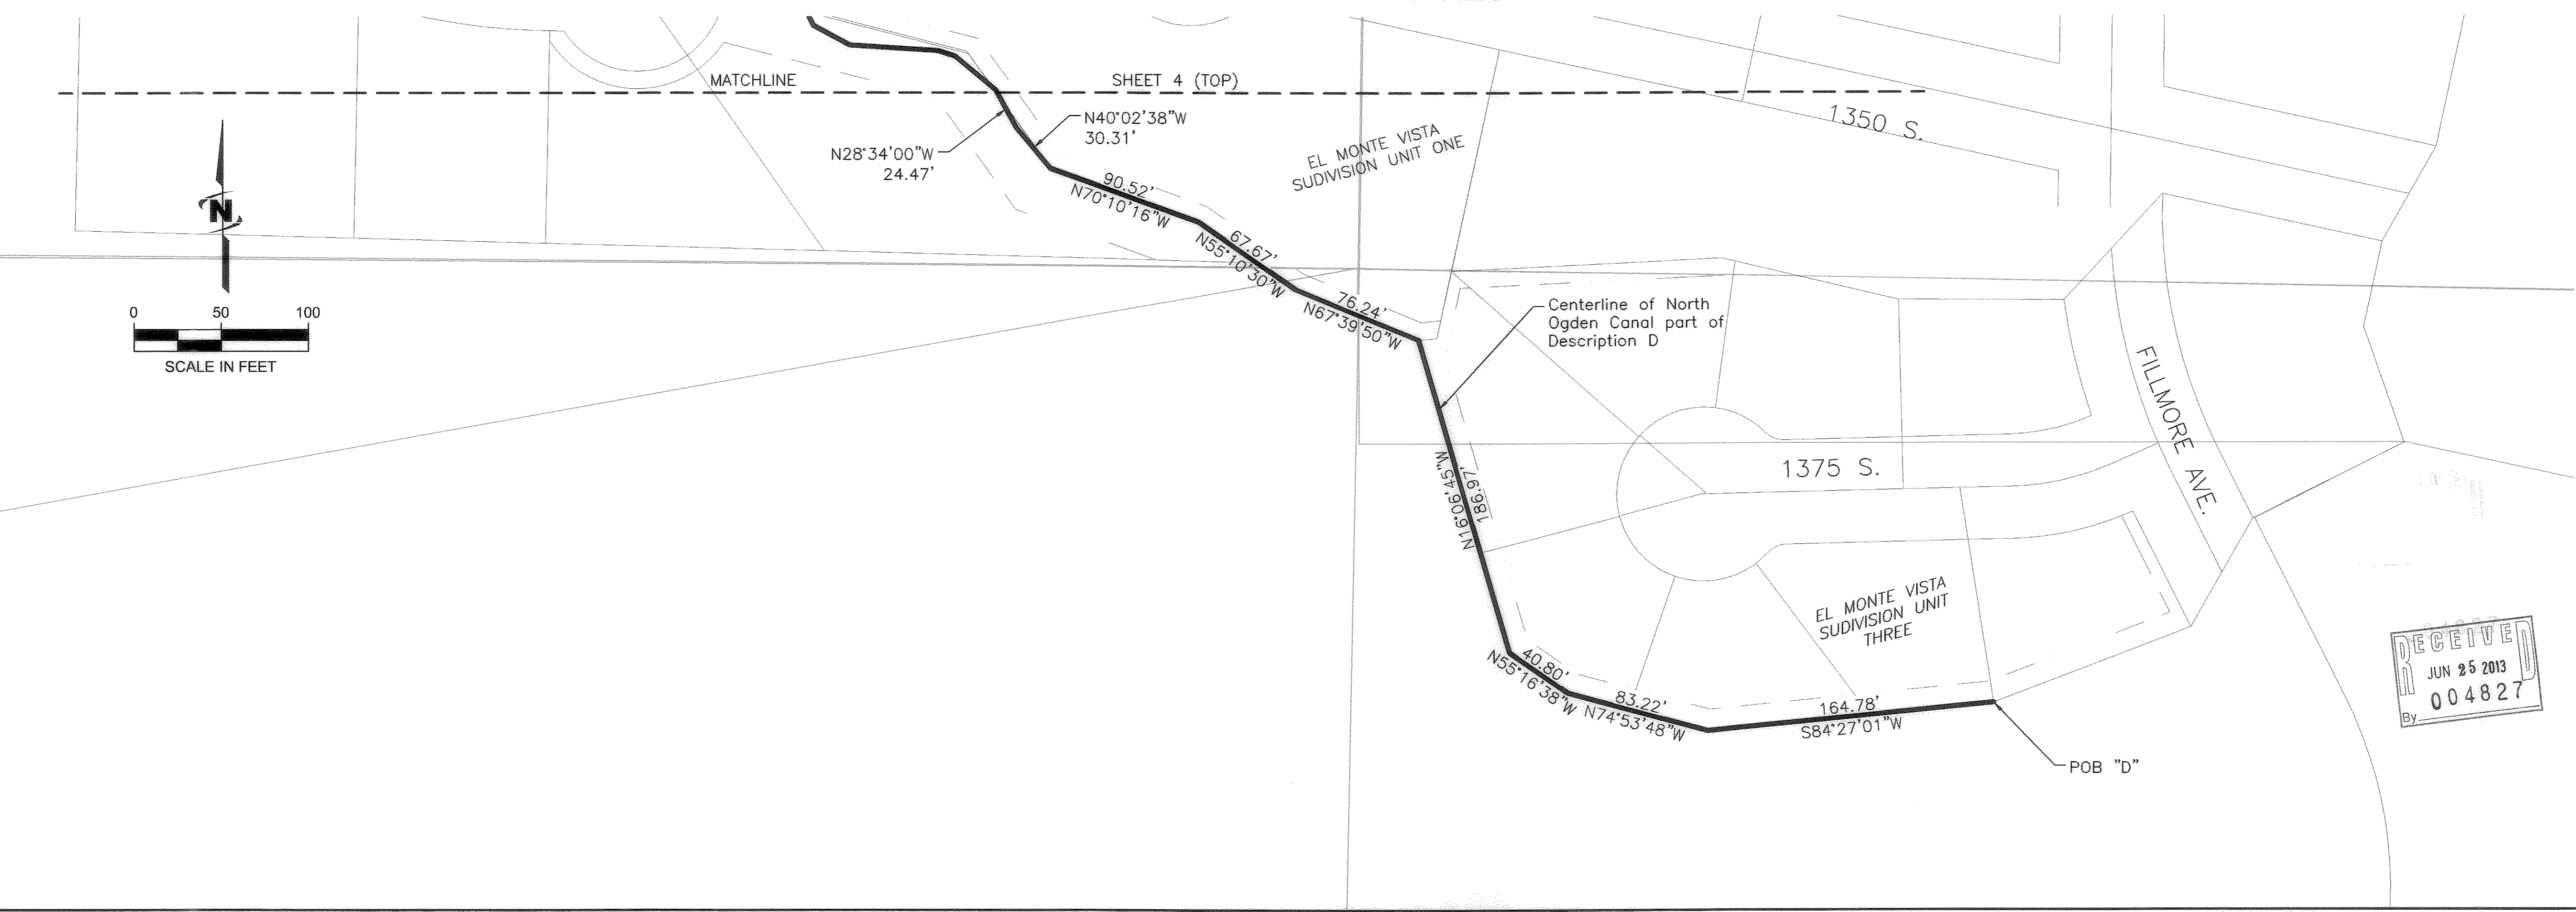 MATCHLINE
SHEET 4 (TOP)
1350 S.
N40°02'38"W
30.31'
N28°34'00"W
24.47'
EL MONTE VISTA
SUDIVISION UNIT ONE
90.52'
N70°10'16"W
N
67.67'
N55°10'30"W
76.24'
N67°39'50"W
Centerline of North
Ogden Canal part of
Description D
0 50 100
SCALE IN FEET
FILLMORE AVE.
1375 S.
N16°06'45"W
186.97'
EL MONTE VISTA
SUDIVISION UNIT
THREE
40.80'
N55°16'38"W
83.22'
N74°53'48"W
164.78'
S84°27'01"W
POB "D"
RECEIVED
JUN 25 2013
004827
By